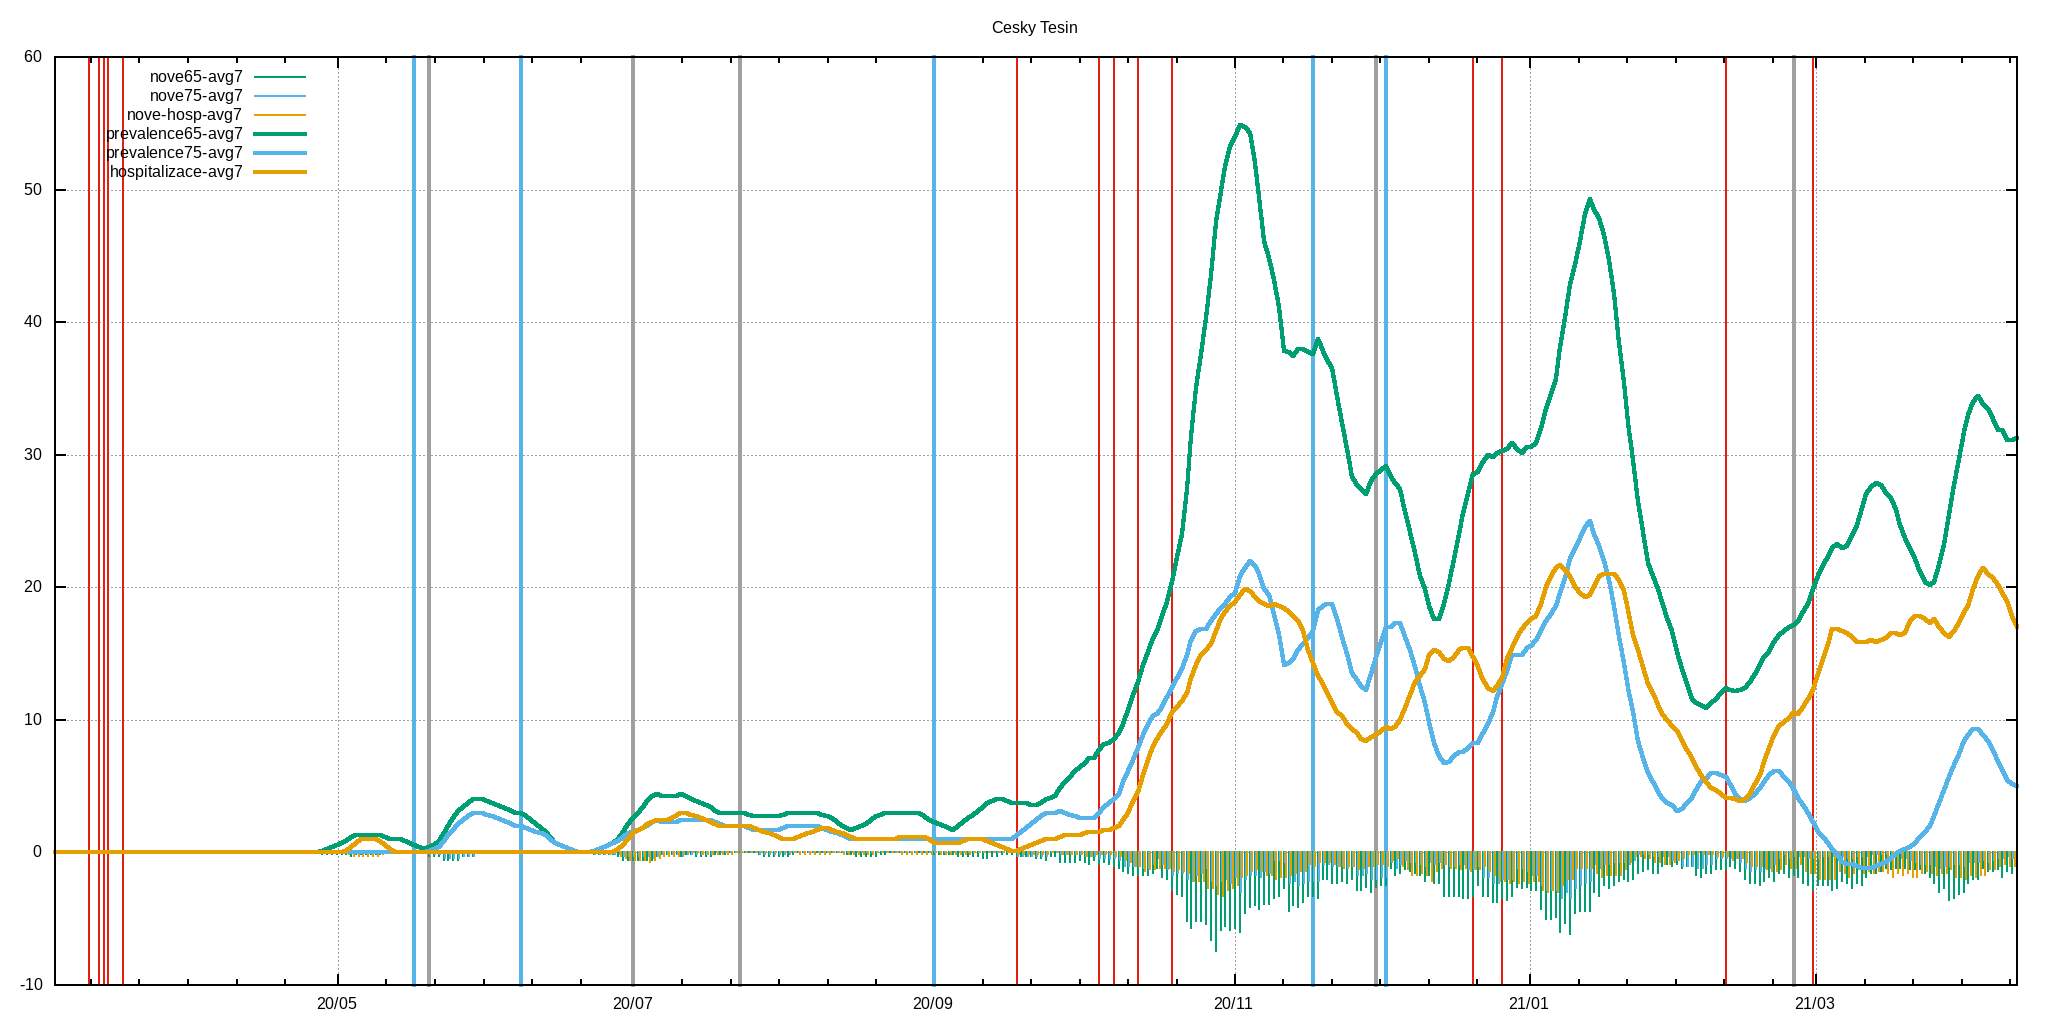 Cesky Tesin
60
50
40
30
20
10
0
-10
nove65-avg7
nove75-avg7
nove-hosp-avg7
prevalence65-avg7
prevalence75-avg7
hospitalizace-avg7
20/05 20/07 20/09 20/11 21/01 21/03